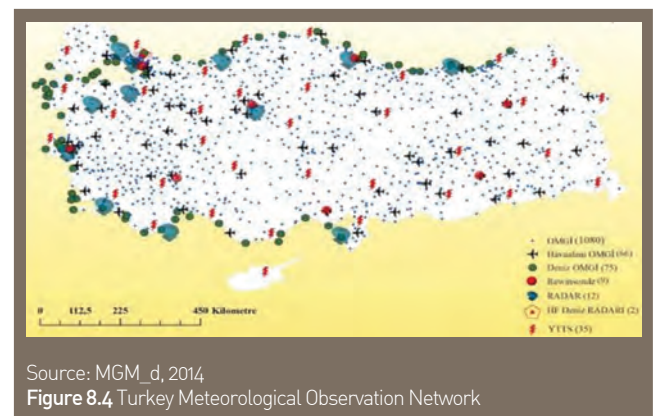 OMGİ (1080)
Havaalanı OMGİ (66)
Deniz OMGİ (75)
Rawinsonde (9)
RADAR (12)
HF Deniz RADARI (2)
YTTS (35)
0 112,5 225 450 Kilometre
Source: MGM_d, 2014
Figure 8.4 Turkey Meteorological Observation Network